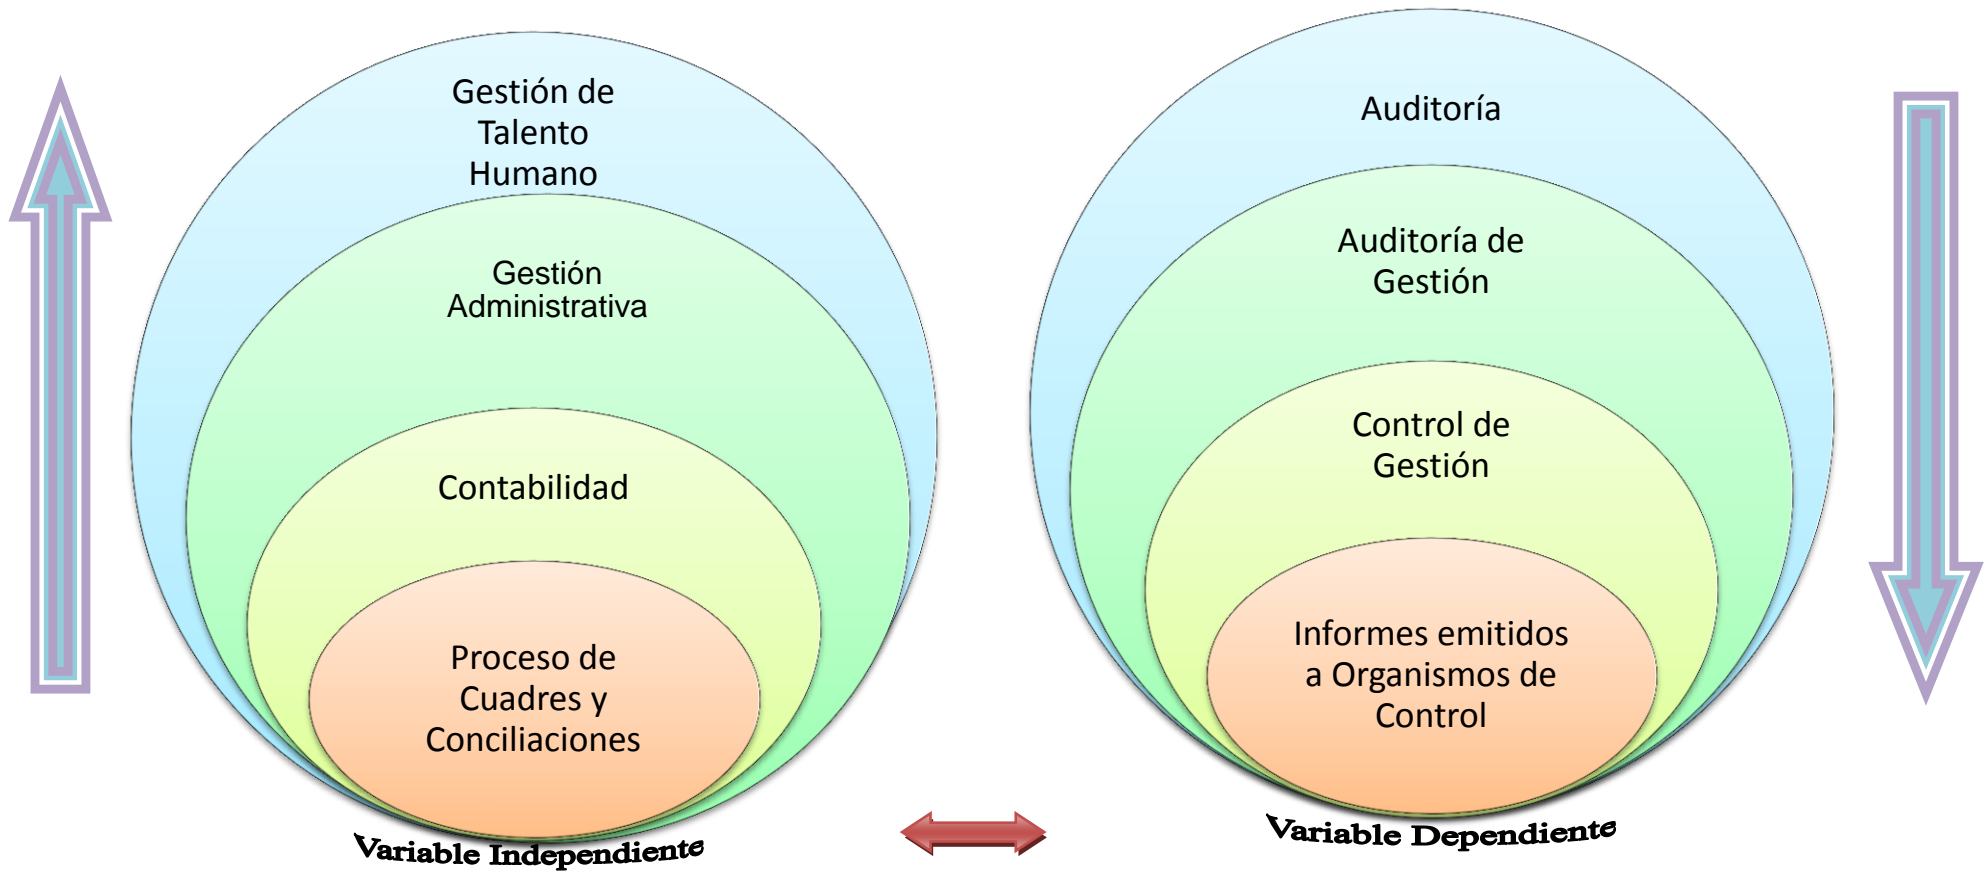 Gestión de
Talento
Humano
Gestión
Administrativa
Contabilidad
Proceso de
Cuadres y
Conciliaciones
Variable Independiente
Auditoría
Auditoría de
Gestión
Control de
Gestión
Informes emitidos
a Organismos de
Control
Variable Dependiente